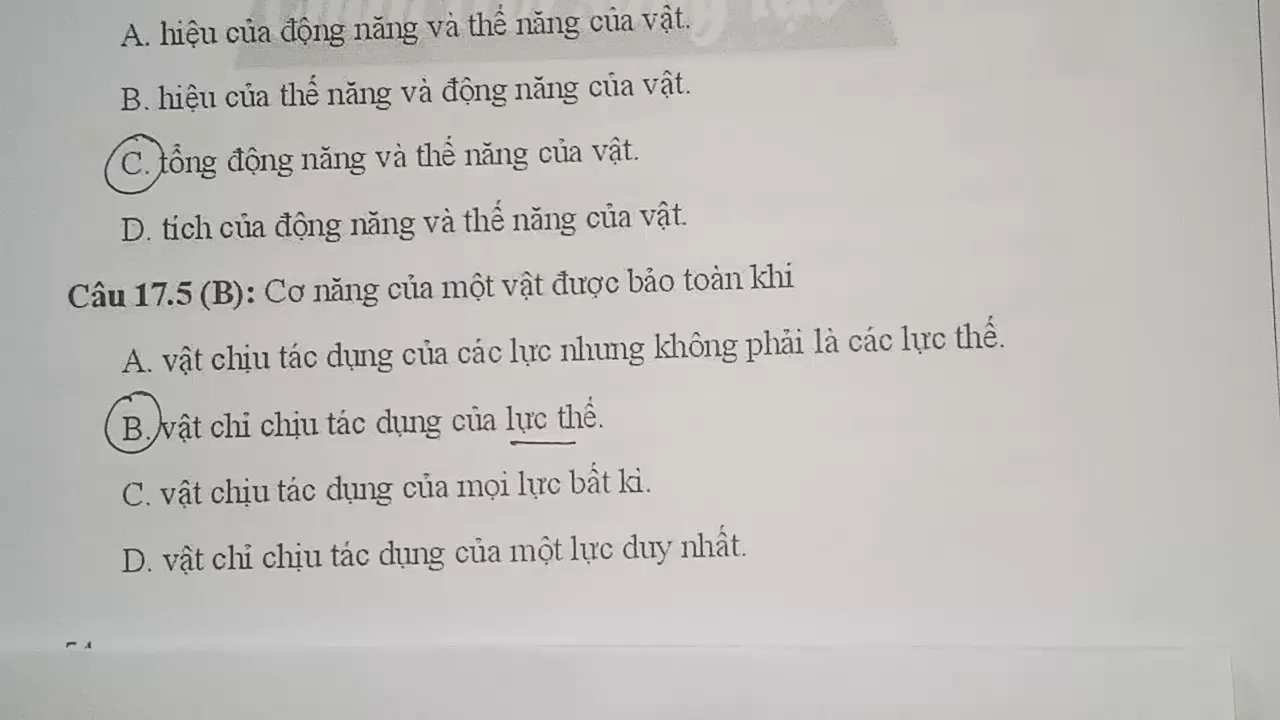 A. hiệu của động năng và thế năng của vật.
B. hiệu của thế năng và động năng của vật.
C. tổng động năng và thế năng của vật.
D. tích của động năng và thế năng của vật.
Câu 17.5 (B): Cơ năng của một vật được bảo toàn khi
A. vật chịu tác dụng của các lực nhưng không phải là các lực thế.
B. vật chỉ chịu tác dụng của lực thế.
C. vật chịu tác dụng của mọi lực bất kì.
D. vật chỉ chịu tác dụng của một lực duy nhất.